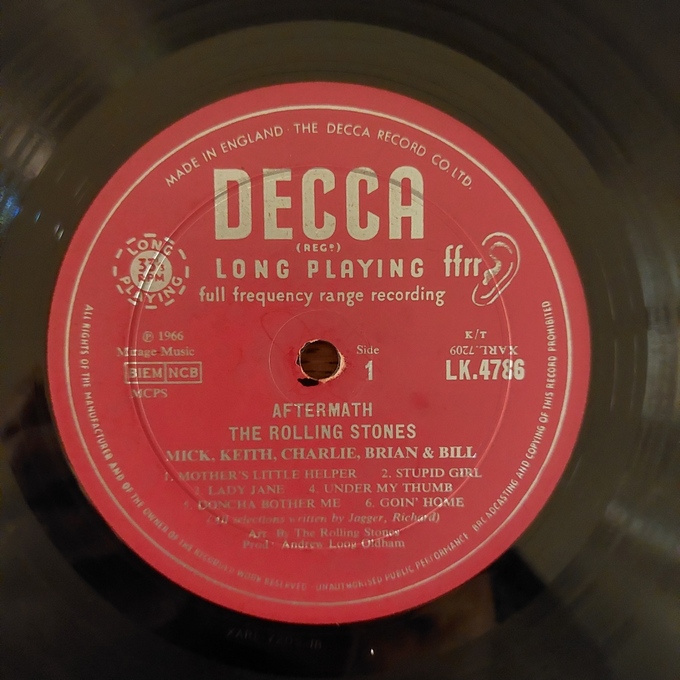 MADE IN ENGLAND · THE DECCA RECORD CO. LTD.
DECCA
(REGD)
LONG PLAYING ffrr
full frequency range recording
LONG
33⅓
RPM
PLAYING
℗ 1966
Mirage Music
BIEM NCB
MCPS
Side
1
T/K
XARL.7209
LK.4786
AFTERMATH
THE ROLLING STONES
MICK, KEITH, CHARLIE, BRIAN & BILL
1. MOTHER'S LITTLE HELPER 2. STUPID GIRL
3. LADY JANE 4. UNDER MY THUMB
5. DONCHA BOTHER ME 6. GOIN' HOME
(All selections written by Jagger, Richard)
Arr. By The Rolling Stones
Prod: Andrew Loog Oldham
ALL RIGHTS OF THE MANUFACTURER AND OF THE OWNER OF THE RECORDED WORK RESERVED · UNAUTHORISED PUBLIC PERFORMANCE BROADCASTING AND COPYING OF THIS RECORD PROHIBITED